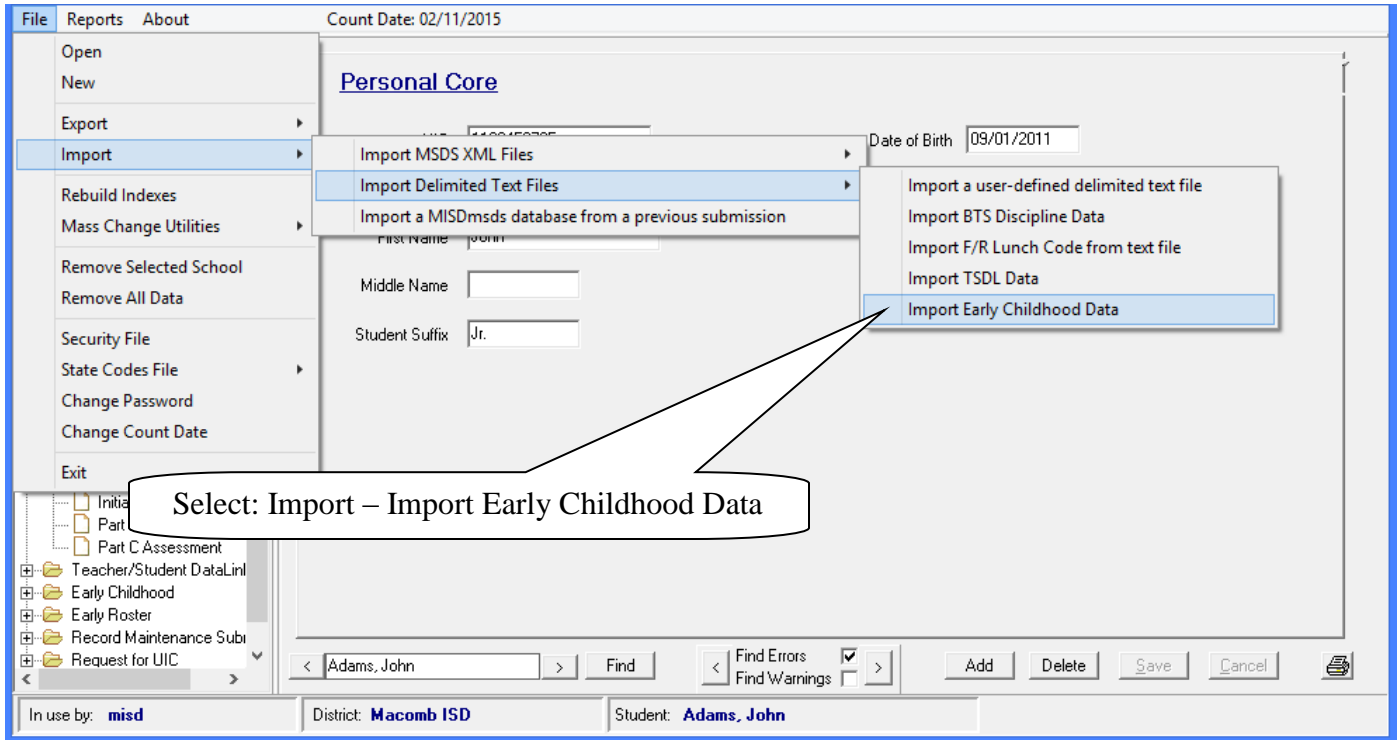 File Reports About Count Date: 02/11/2015
Open
New
Export
Import
Rebuild Indexes
Mass Change Utilities
Remove Selected School
Remove All Data
Security File
State Codes File
Change Password
Change Count Date
Exit
Import MSDS XML Files
Import Delimited Text Files
Import a MISDmsds database from a previous submission
Import a user-defined delimited text file
Import BTS Discipline Data
Import F/R Lunch Code from text file
Import TSDL Data
Import Early Childhood Data
Personal Core
Date of Birth 09/01/2011
First Name John
Middle Name
Student Suffix Jr.
Select: Import – Import Early Childhood Data
Part
Part C Assessment
Teacher/Student DataLinl
Early Childhood
Early Roster
Record Maintenance Subi
Request for UIC
< Adams, John > Find < Find Errors > Add Delete Save Cancel
Find Warnings
In use by: misd District: Macomb ISD Student: Adams, John